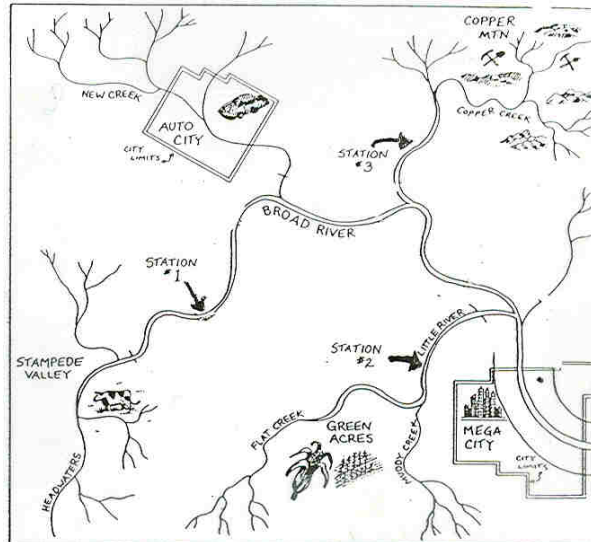 COPPER
MTN
NEW CREEK
COPPER CREEK
AUTO
CITY
CITY
LIMITS
STATION
#3
BROAD RIVER
STATION
#1
LITTLE RIVER
STATION
#2
STAMPEDE
VALLEY
FLAT CREEK
GREEN
ACRES
MUDDY CREEK
MEGA
CITY
CITY
LIMITS
HEADWATERS